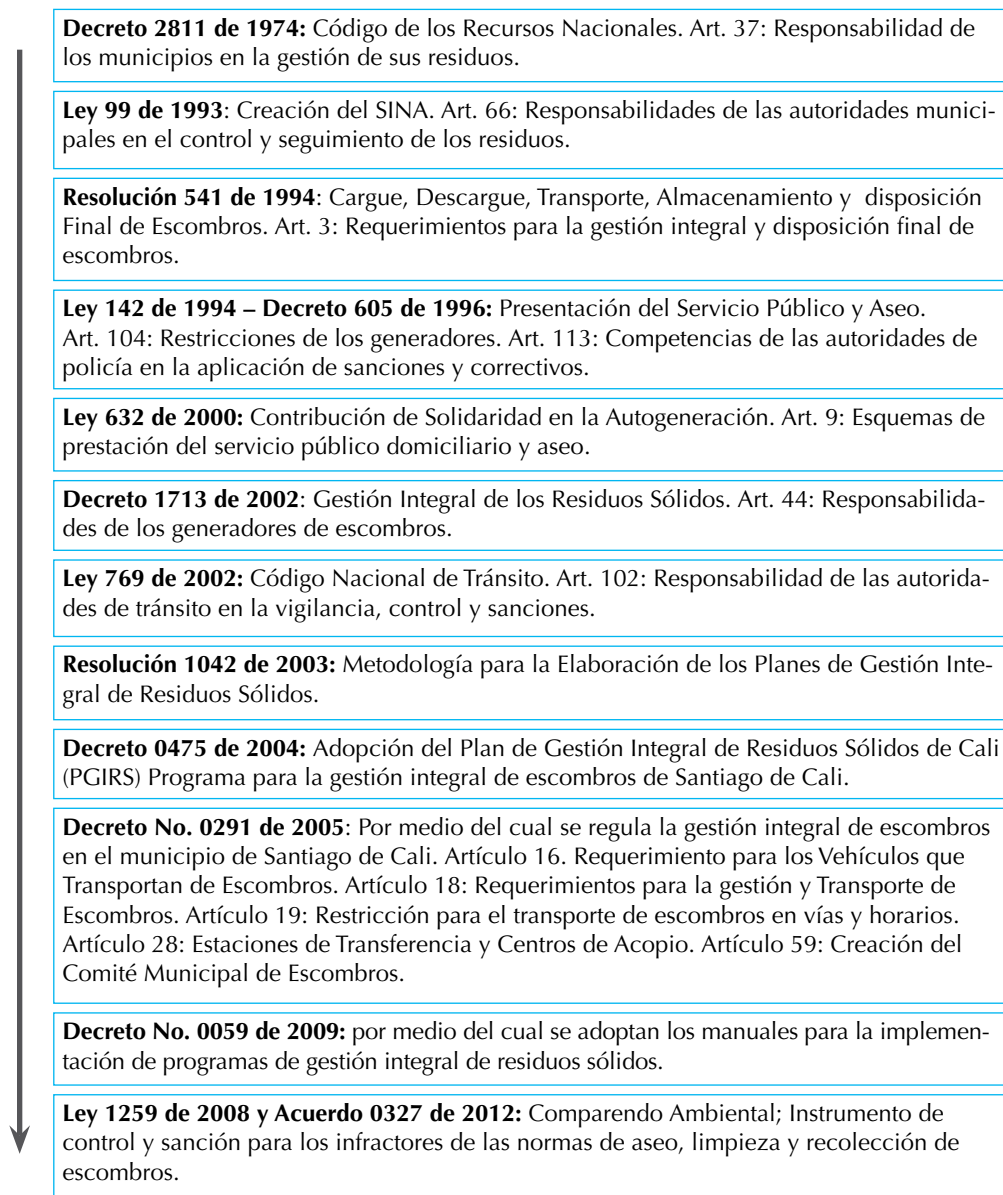 Decreto 2811 de 1974: Código de los Recursos Nacionales. Art. 37: Responsabilidad de
los municipios en la gestión de sus residuos.
Ley 99 de 1993: Creación del SINA. Art. 66: Responsabilidades de las autoridades munici-
pales en el control y seguimiento de los residuos.
Resolución 541 de 1994: Cargue, Descargue, Transporte, Almacenamiento y disposición
Final de Escombros. Art. 3: Requerimientos para la gestión integral y disposición final de
escombros.
Ley 142 de 1994 – Decreto 605 de 1996: Presentación del Servicio Público y Aseo.
Art. 104: Restricciones de los generadores. Art. 113: Competencias de las autoridades de
policía en la aplicación de sanciones y correctivos.
Ley 632 de 2000: Contribución de Solidaridad en la Autogeneración. Art. 9: Esquemas de
prestación del servicio público domiciliario y aseo.
Decreto 1713 de 2002: Gestión Integral de los Residuos Sólidos. Art. 44: Responsabilida-
des de los generadores de escombros.
Ley 769 de 2002: Código Nacional de Tránsito. Art. 102: Responsabilidad de las autorida-
des de tránsito en la vigilancia, control y sanciones.
Resolución 1042 de 2003: Metodología para la Elaboración de los Planes de Gestión Inte-
gral de Residuos Sólidos.
Decreto 0475 de 2004: Adopción del Plan de Gestión Integral de Residuos Sólidos de Cali
(PGIRS) Programa para la gestión integral de escombros de Santiago de Cali.
Decreto No. 0291 de 2005: Por medio del cual se regula la gestión integral de escombros
en el municipio de Santiago de Cali. Artículo 16. Requerimiento para los Vehículos que
Transportan de Escombros. Artículo 18: Requerimientos para la gestión y Transporte de
Escombros. Artículo 19: Restricción para el transporte de escombros en vías y horarios.
Artículo 28: Estaciones de Transferencia y Centros de Acopio. Artículo 59: Creación del
Comité Municipal de Escombros.
Decreto No. 0059 de 2009: por medio del cual se adoptan los manuales para la implemen-
tación de programas de gestión integral de residuos sólidos.
Ley 1259 de 2008 y Acuerdo 0327 de 2012: Comparendo Ambiental; Instrumento de
control y sanción para los infractores de las normas de aseo, limpieza y recolección de
escombros.